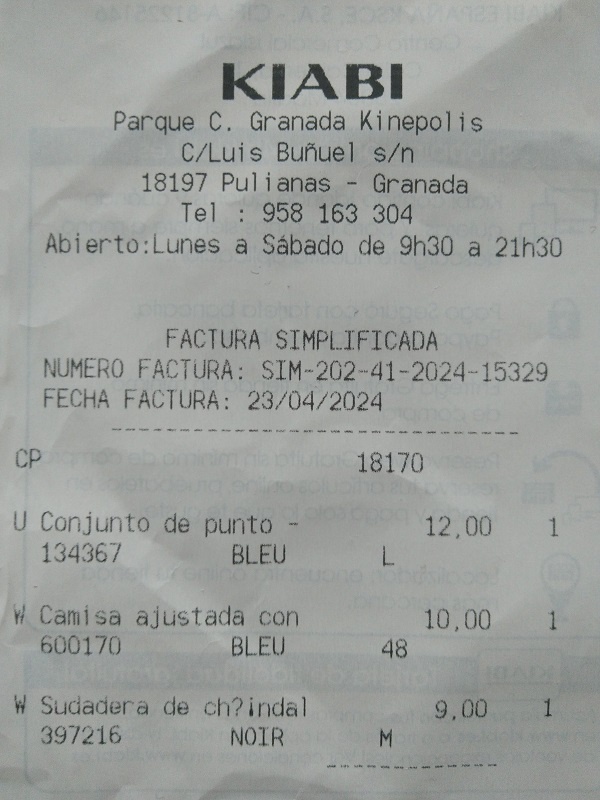 KIABI
Parque C. Granada Kinepolis
C/Luis Buñuel s/n
18197 Pulianas - Granada
Tel : 958 163 304
Abierto:Lunes a Sábado de 9h30 a 21h30
FACTURA SIMPLIFICADA
NUMERO FACTURA: SIM-202-41-2024-15329
FECHA FACTURA: 23/04/2024
CP 18170
U Conjunto de punto - 12,00 1
134367 BLEU L
W Camisa ajustada con 10,00 1
600170 BLEU 48
W Sudadera de ch?indal 9,00 1
397216 NOIR M